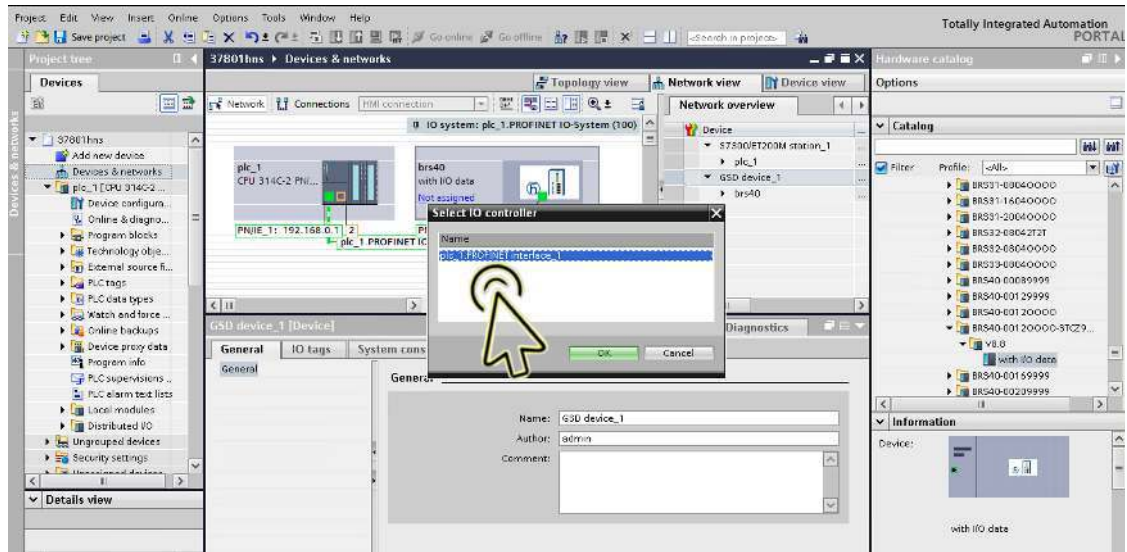 Project Edit View Insert Online Options Tools Window Help
Totally Integrated Automation
PORTAL
Save project
Go online
Go offline
<Search in project>
Project tree
37801hns ▸ Devices & networks
Hardware catalog
Devices
Topology view
Network view
Device view
Options
Network
Connections
HMI connection
Network overview
IO system: plc_1.PROFINET IO-System (100)
Catalog
Device
S7300/ET200M station_1
plc_1
GSD device_1
brs40
Filter
Profile:
<All>
Devices & networks
37801hns
Add new device
Devices & networks
plc_1 [CPU 314C-2 ...
Device configura...
Online & diagno...
Program blocks
Technology obje...
External source fi...
PLC tags
PLC data types
Watch and force ...
Online backups
Device proxy data
Program info
PLC supervisions ..
PLC alarm text lists
Local modules
Distributed I/O
Ungrouped devices
Security settings
Details view
plc_1
CPU 314C-2 PN/...
brs40
with I/O data
Not assigned
PN/IE_1: 192.168.0.1
2
plc_1.PROFINET IC
Select IO controller
Name
plc_1.PROFINET interface_1
OK
Cancel
GSD device_1 [Device]
Diagnostics
General
IO tags
System cons
General
General
Name:
GSD device_1
Author:
admin
Comment:
BRS31-08040000
BRS31-16040000
BRS31-20040000
BRS32-08042T2T
BRS32-08040000
BRS33-08040000
BRS40-00089999
BRS40-00129999
BRS40-00120000
BRS40-00120000-STCZ9...
V8.0
with I/O data
BRS40-00169999
BRS40-00209999
Information
Device:
with I/O data